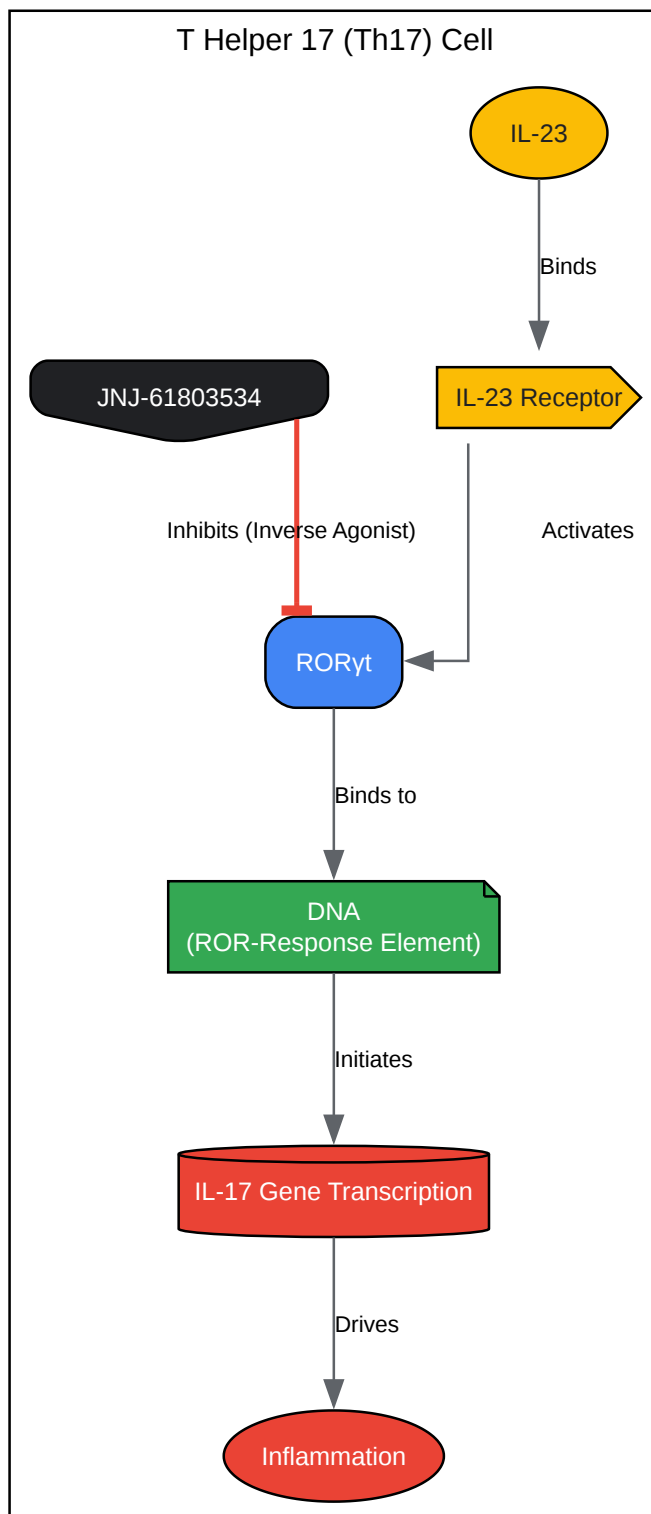 T Helper 17 (Th17) Cell
IL-23
Binds
JNJ-61803534
IL-23 Receptor
Inhibits (Inverse Agonist)
Activates
RORγt
Binds to
DNA
(ROR-Response Element)
Initiates
IL-17 Gene Transcription
Drives
Inflammation